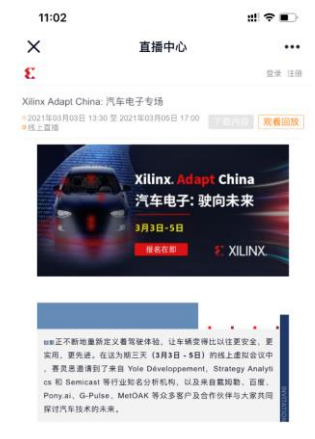 11:02
直播中心
登录 注册
Xilinx Adapt China: 汽车电子专场
2021年03月03日 13:30 至 2021年03月05日 17:00
线上直播
下载内容 观看回放
Xilinx. Adapt China
汽车电子: 驶向未来
3月3日-5日
报名在即
XILINX.
正不断地重新定义着驾驶体验，让车变得比以往更安全、更
实用、更先进。在这为期三天（3月3日 - 5日）的线上虚拟会议中
，赛灵思邀请到了来自 Yole Développement, Strategy Analyti
cs 和 Semicast 等行业知名分析机构，以及来自戴姆勒、百度、
Pony.ai、G-Pulse、MetOAK 等众多客户及合作伙伴与大家共同
探讨汽车技术的未来。
INVITATION